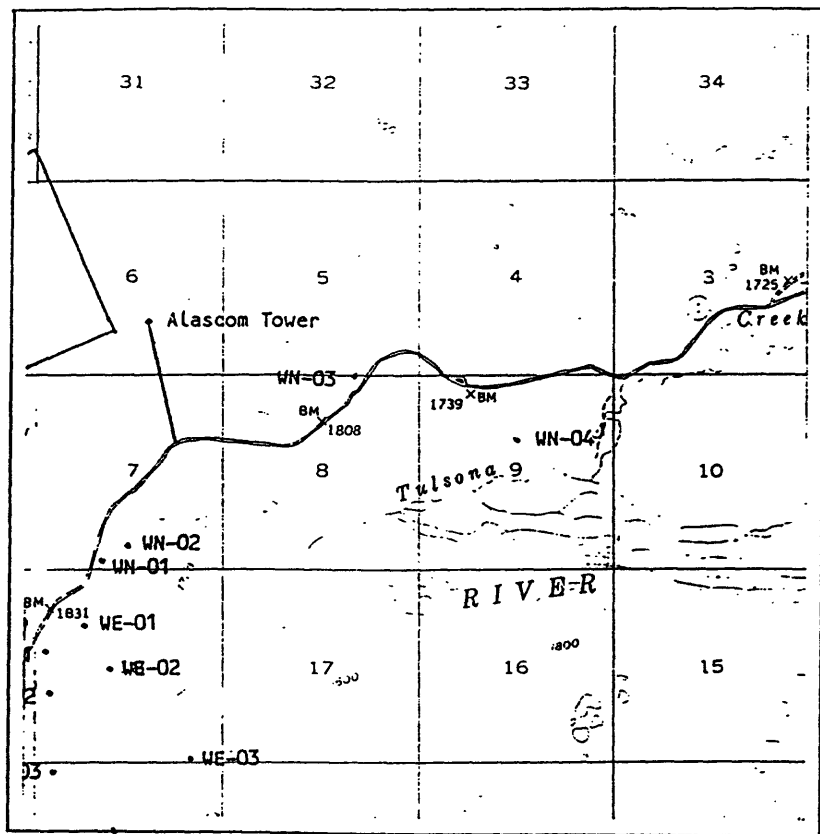 31 32 33 34
6 5 4 3
BM
1725
Alascom Tower
Creek
WN-03
BM
1739
BM
1808
WN-04
7 8 9 10
Tulsona
WN-02
WN-01
RIVER
BM
1831
WE-01
WE-02
17 16 15
1800
WE-03
03